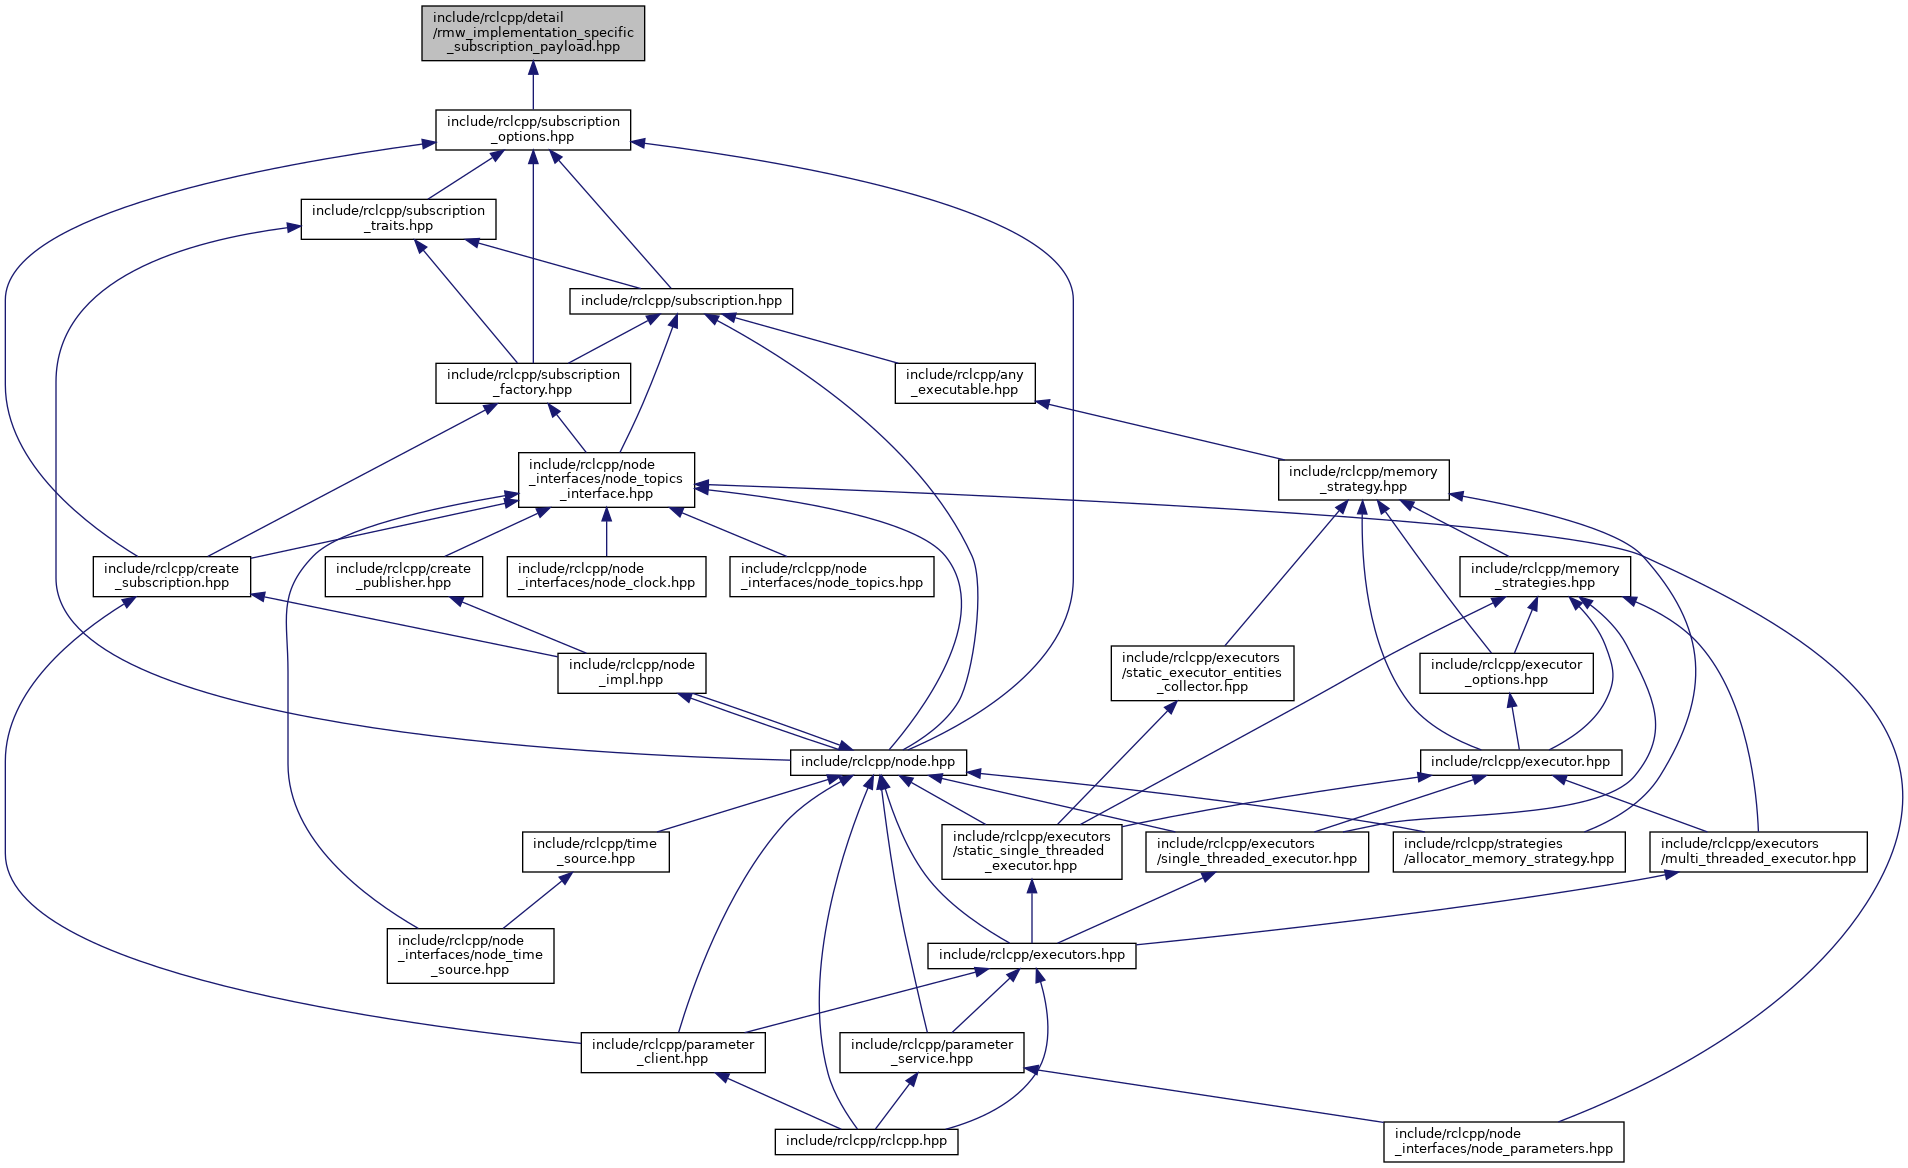 include/rclcpp/detail
/rmw_implementation_specific
_subscription_payload.hpp
include/rclcpp/subscription
_options.hpp
include/rclcpp/subscription
_traits.hpp
include/rclcpp/subscription.hpp
include/rclcpp/subscription
_factory.hpp
include/rclcpp/any
_executable.hpp
include/rclcpp/node
_interfaces/node_topics
_interface.hpp
include/rclcpp/memory
_strategy.hpp
include/rclcpp/create
_subscription.hpp
include/rclcpp/create
_publisher.hpp
include/rclcpp/node
_interfaces/node_clock.hpp
include/rclcpp/node
_interfaces/node_topics.hpp
include/rclcpp/memory
_strategies.hpp
include/rclcpp/node
_impl.hpp
include/rclcpp/executors
/static_executor_entities
_collector.hpp
include/rclcpp/executor
_options.hpp
include/rclcpp/node.hpp
include/rclcpp/executor.hpp
include/rclcpp/time
_source.hpp
include/rclcpp/executors
/static_single_threaded
_executor.hpp
include/rclcpp/executors
/single_threaded_executor.hpp
include/rclcpp/strategies
/allocator_memory_strategy.hpp
include/rclcpp/executors
/multi_threaded_executor.hpp
include/rclcpp/node
_interfaces/node_time
_source.hpp
include/rclcpp/executors.hpp
include/rclcpp/parameter
_client.hpp
include/rclcpp/parameter
_service.hpp
include/rclcpp/rclcpp.hpp
include/rclcpp/node
_interfaces/node_parameters.hpp